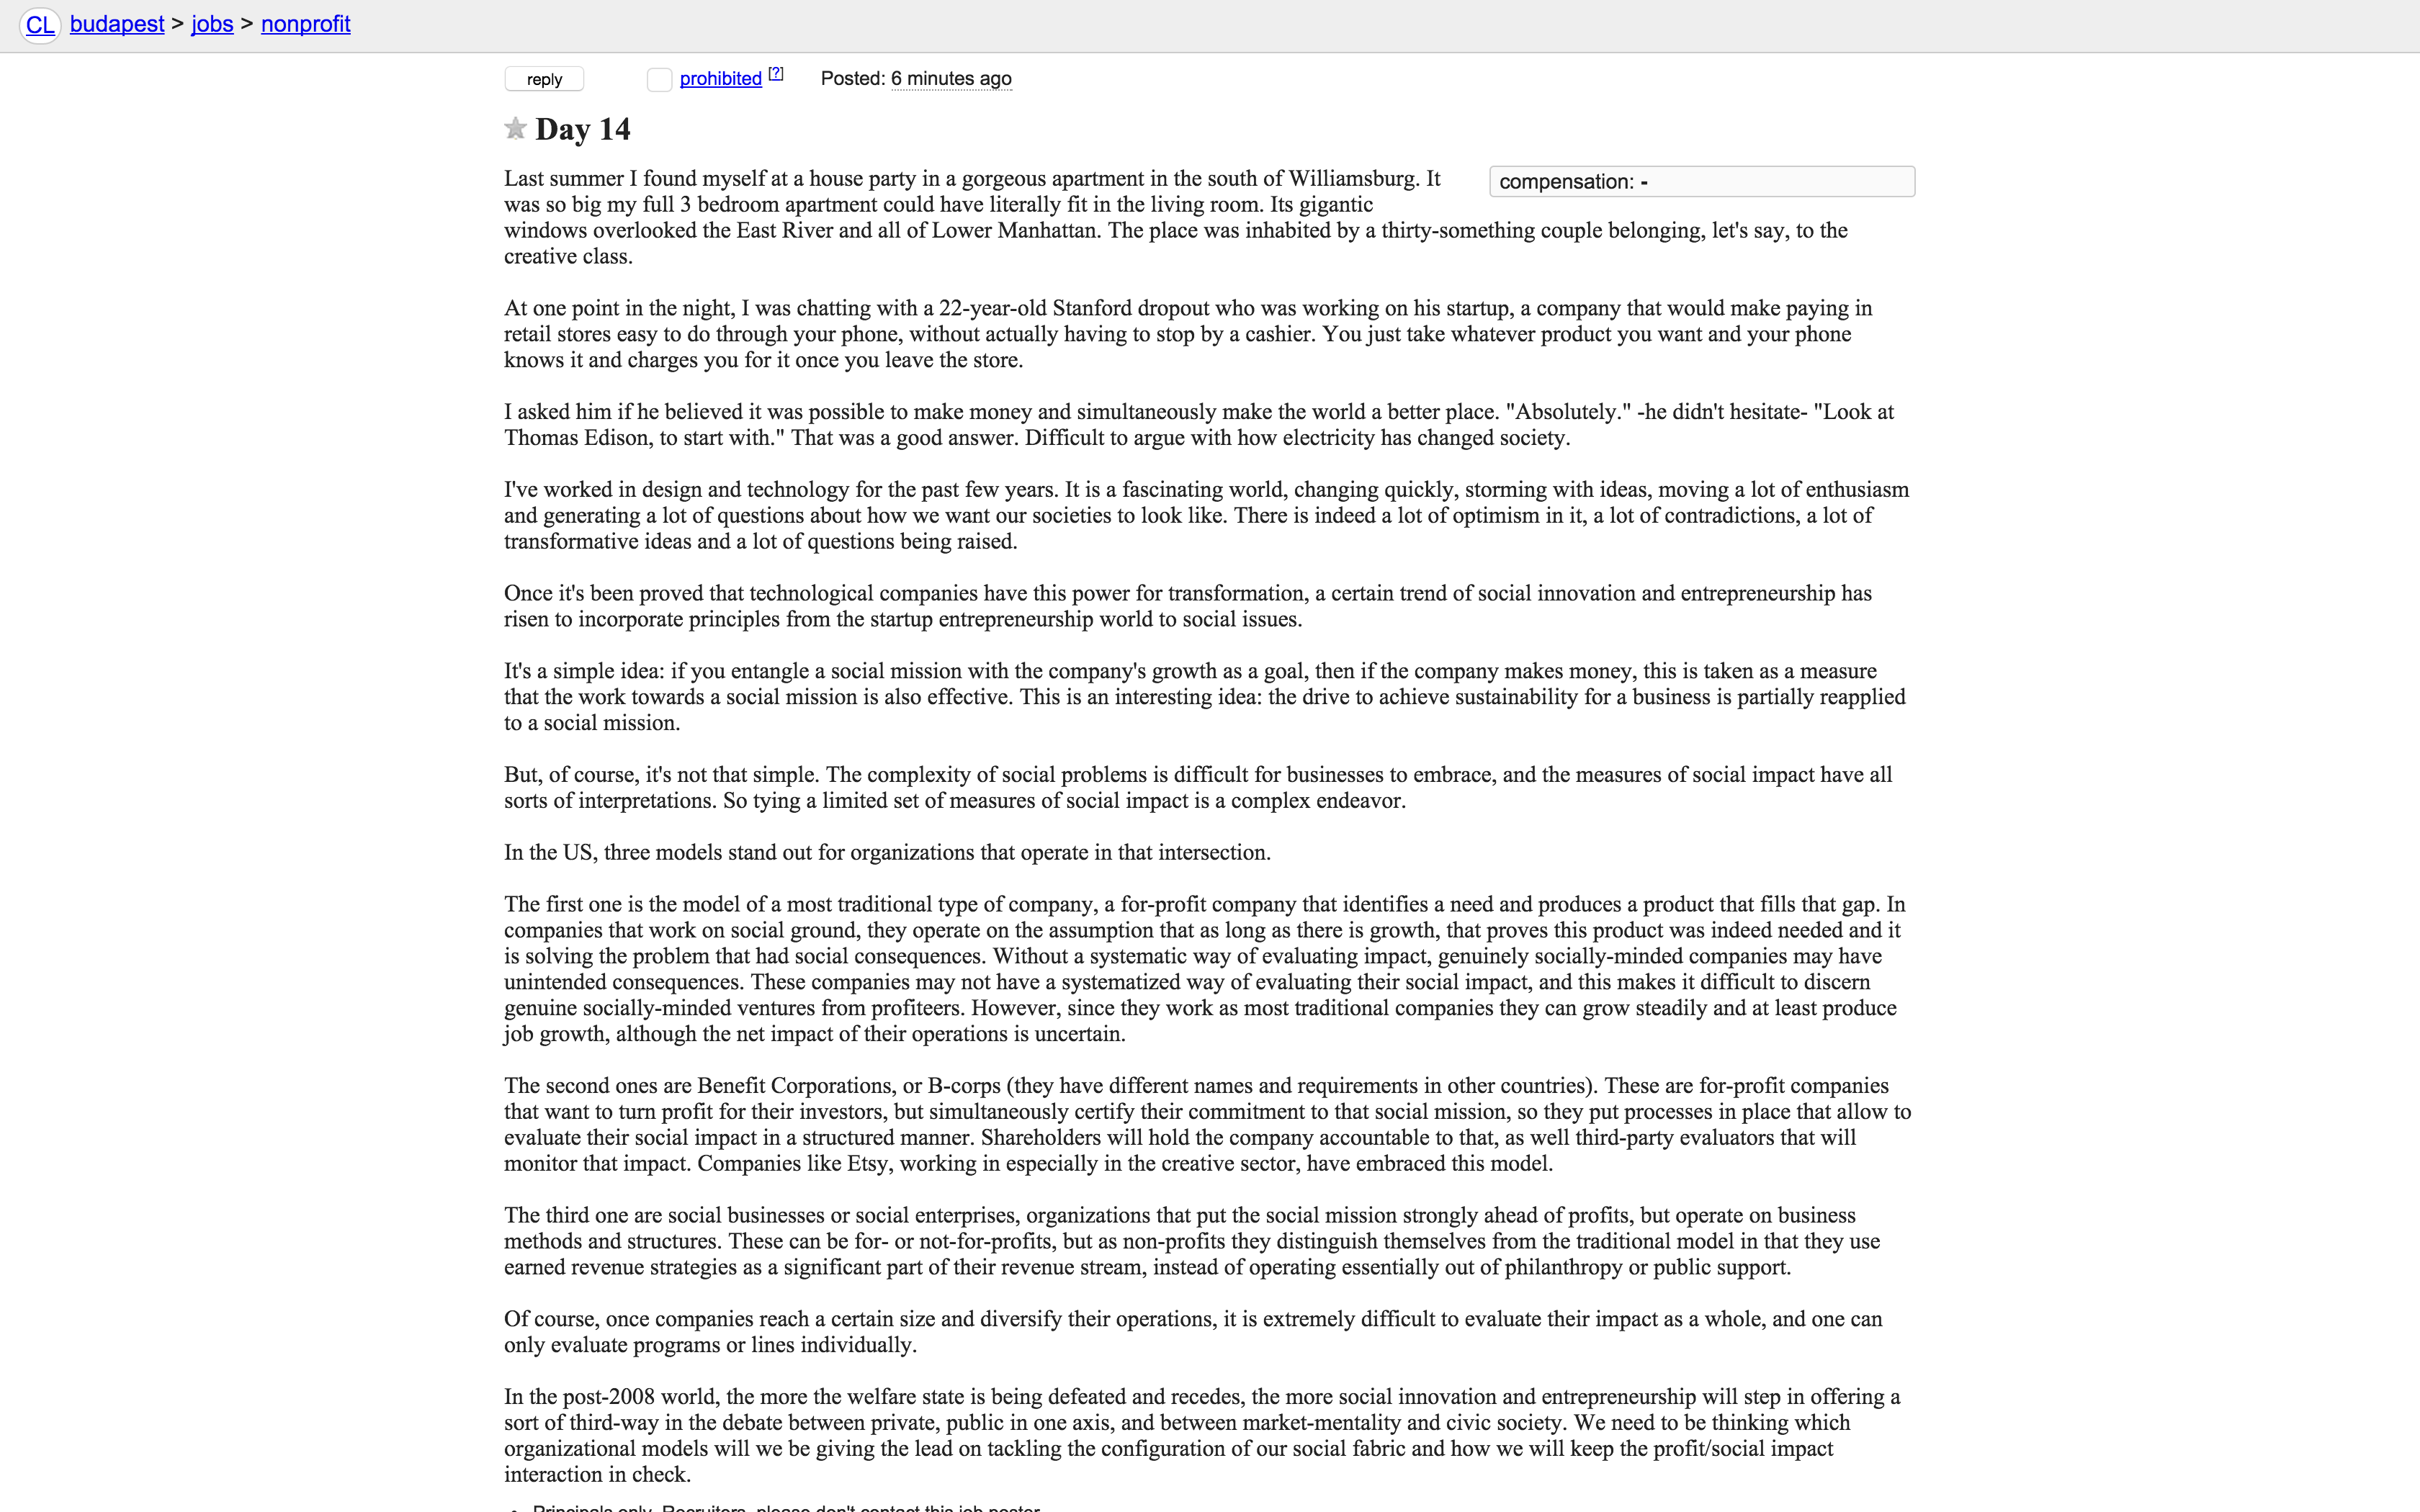 CL budapest > jobs > nonprofit
reply prohibited [?] Posted: 6 minutes ago
Day 14
compensation: -
Last summer I found myself at a house party in a gorgeous apartment in the south of Williamsburg. It
was so big my full 3 bedroom apartment could have literally fit in the living room. Its gigantic
windows overlooked the East River and all of Lower Manhattan. The place was inhabited by a thirty-something couple belonging, let's say, to the
creative class.
At one point in the night, I was chatting with a 22-year-old Stanford dropout who was working on his startup, a company that would make paying in
retail stores easy to do through your phone, without actually having to stop by a cashier. You just take whatever product you want and your phone
knows it and charges you for it once you leave the store.
I asked him if he believed it was possible to make money and simultaneously make the world a better place. "Absolutely." -he didn't hesitate- "Look at
Thomas Edison, to start with." That was a good answer. Difficult to argue with how electricity has changed society.
I've worked in design and technology for the past few years. It is a fascinating world, changing quickly, storming with ideas, moving a lot of enthusiasm
and generating a lot of questions about how we want our societies to look like. There is indeed a lot of optimism in it, a lot of contradictions, a lot of
transformative ideas and a lot of questions being raised.
Once it's been proved that technological companies have this power for transformation, a certain trend of social innovation and entrepreneurship has
risen to incorporate principles from the startup entrepreneurship world to social issues.
It's a simple idea: if you entangle a social mission with the company's growth as a goal, then if the company makes money, this is taken as a measure
that the work towards a social mission is also effective. This is an interesting idea: the drive to achieve sustainability for a business is partially reapplied
to a social mission.
But, of course, it's not that simple. The complexity of social problems is difficult for businesses to embrace, and the measures of social impact have all
sorts of interpretations. So tying a limited set of measures of social impact is a complex endeavor.
In the US, three models stand out for organizations that operate in that intersection.
The first one is the model of a most traditional type of company, a for-profit company that identifies a need and produces a product that fills that gap. In
companies that work on social ground, they operate on the assumption that as long as there is growth, that proves this product was indeed needed and it
is solving the problem that had social consequences. Without a systematic way of evaluating impact, genuinely socially-minded companies may have
unintended consequences. These companies may not have a systematized way of evaluating their social impact, and this makes it difficult to discern
genuine socially-minded ventures from profiteers. However, since they work as most traditional companies they can grow steadily and at least produce
job growth, although the net impact of their operations is uncertain.
The second ones are Benefit Corporations, or B-corps (they have different names and requirements in other countries). These are for-profit companies
that want to turn profit for their investors, but simultaneously certify their commitment to that social mission, so they put processes in place that allow to
evaluate their social impact in a structured manner. Shareholders will hold the company accountable to that, as well third-party evaluators that will
monitor that impact. Companies like Etsy, working in especially in the creative sector, have embraced this model.
The third one are social businesses or social enterprises, organizations that put the social mission strongly ahead of profits, but operate on business
methods and structures. These can be for- or not-for-profits, but as non-profits they distinguish themselves from the traditional model in that they use
earned revenue strategies as a significant part of their revenue stream, instead of operating essentially out of philanthropy or public support.
Of course, once companies reach a certain size and diversify their operations, it is extremely difficult to evaluate their impact as a whole, and one can
only evaluate programs or lines individually.
In the post-2008 world, the more the welfare state is being defeated and recedes, the more social innovation and entrepreneurship will step in offering a
sort of third-way in the debate between private, public in one axis, and between market-mentality and civic society. We need to be thinking which
organizational models will we be giving the lead on tackling the configuration of our social fabric and how we will keep the profit/social impact
interaction in check.
• Principals only. Recruiters, please don't contact this job poster.